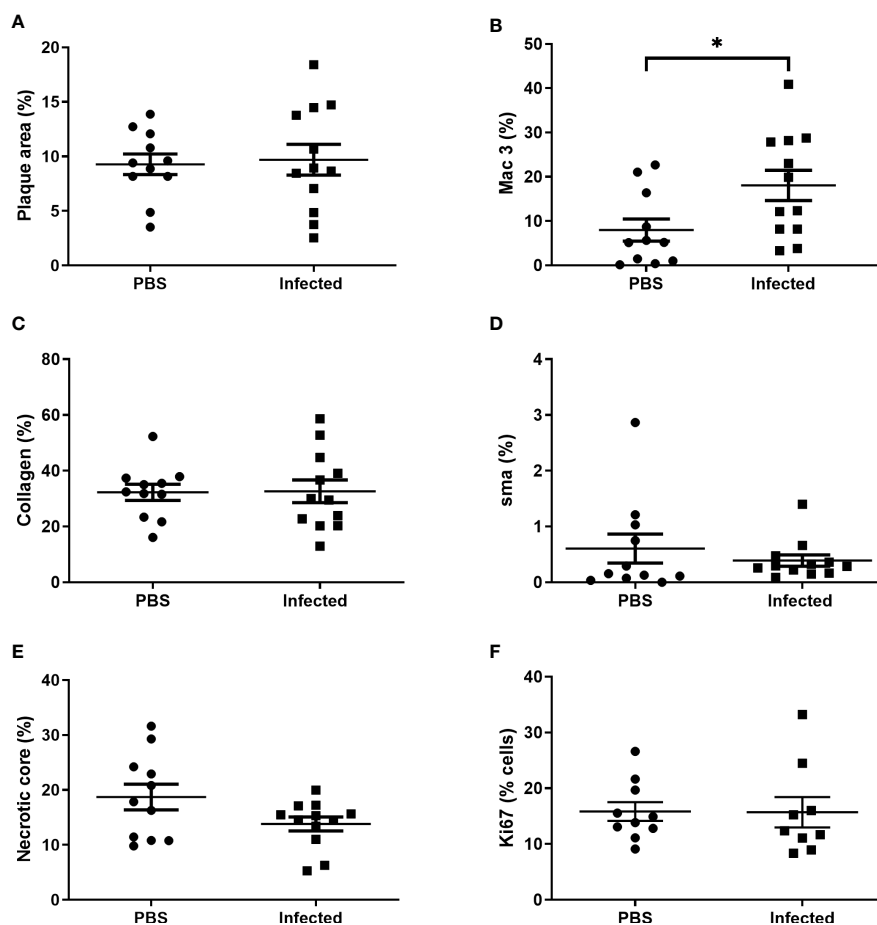 A
Plaque area (%)
20
15
10
5
0
PBS
Infected
B
*
Mac 3 (%)
50
40
30
20
10
0
PBS
Infected
C
Collagen (%)
80
60
40
20
0
PBS
Infected
D
sma (%)
4
3
2
1
0
PBS
Infected
E
Necrotic core (%)
40
30
20
10
0
PBS
Infected
F
Ki67 (% cells)
40
30
20
10
0
PBS
Infected